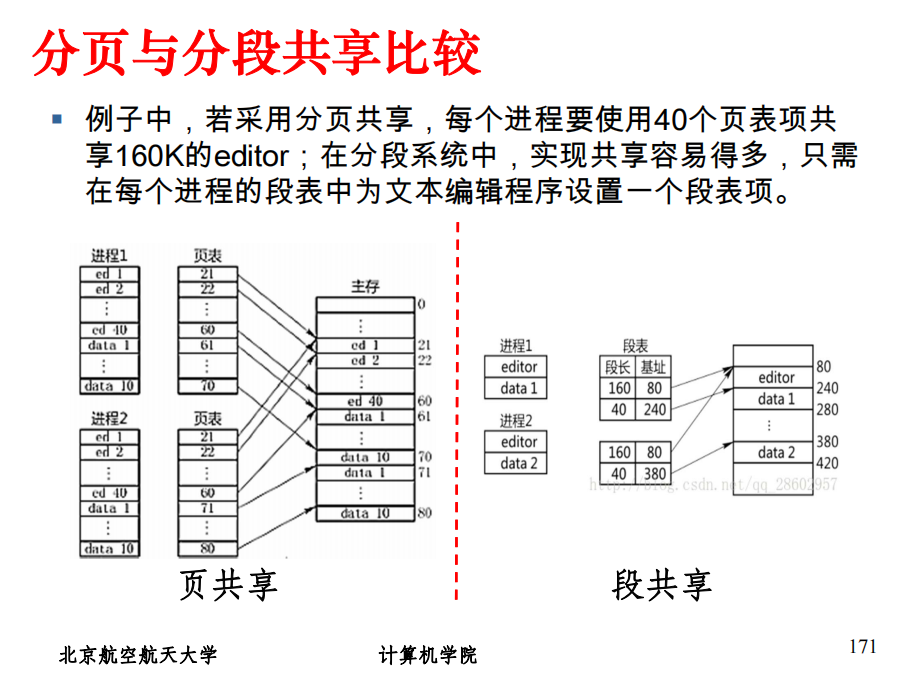 分页与分段共享比较
例子中，若采用分页共享，每个进程要使用40个页表项共
享160K的editor；在分段系统中，实现共享容易得多，只需
在每个进程的段表中为文本编辑程序设置一个段表项。
进程1
ed 1
ed 2
⋮
ed 40
data 1
⋮
data 10
页表
21
22
⋮
60
61
⋮
70
进程2
ed 1
ed 2
⋮
ed 40
data 1
⋮
data 10
页表
21
22
⋮
60
71
⋮
80
主存
0
⋮
ed 1 21
ed 2 22
⋮
ed 40 60
data 1 61
⋮
data 10 70
data 1 71
⋮
data 10 80
页共享
进程1
editor
data 1
进程2
editor
data 2
段表
段长 基址
160 80
40 240
160 80
40 380
80
editor
240
data 1
280
⋮
380
data 2
420
http://blog.csdn.net/qq_28602957
段共享
北京航空航天大学
计算机学院
171